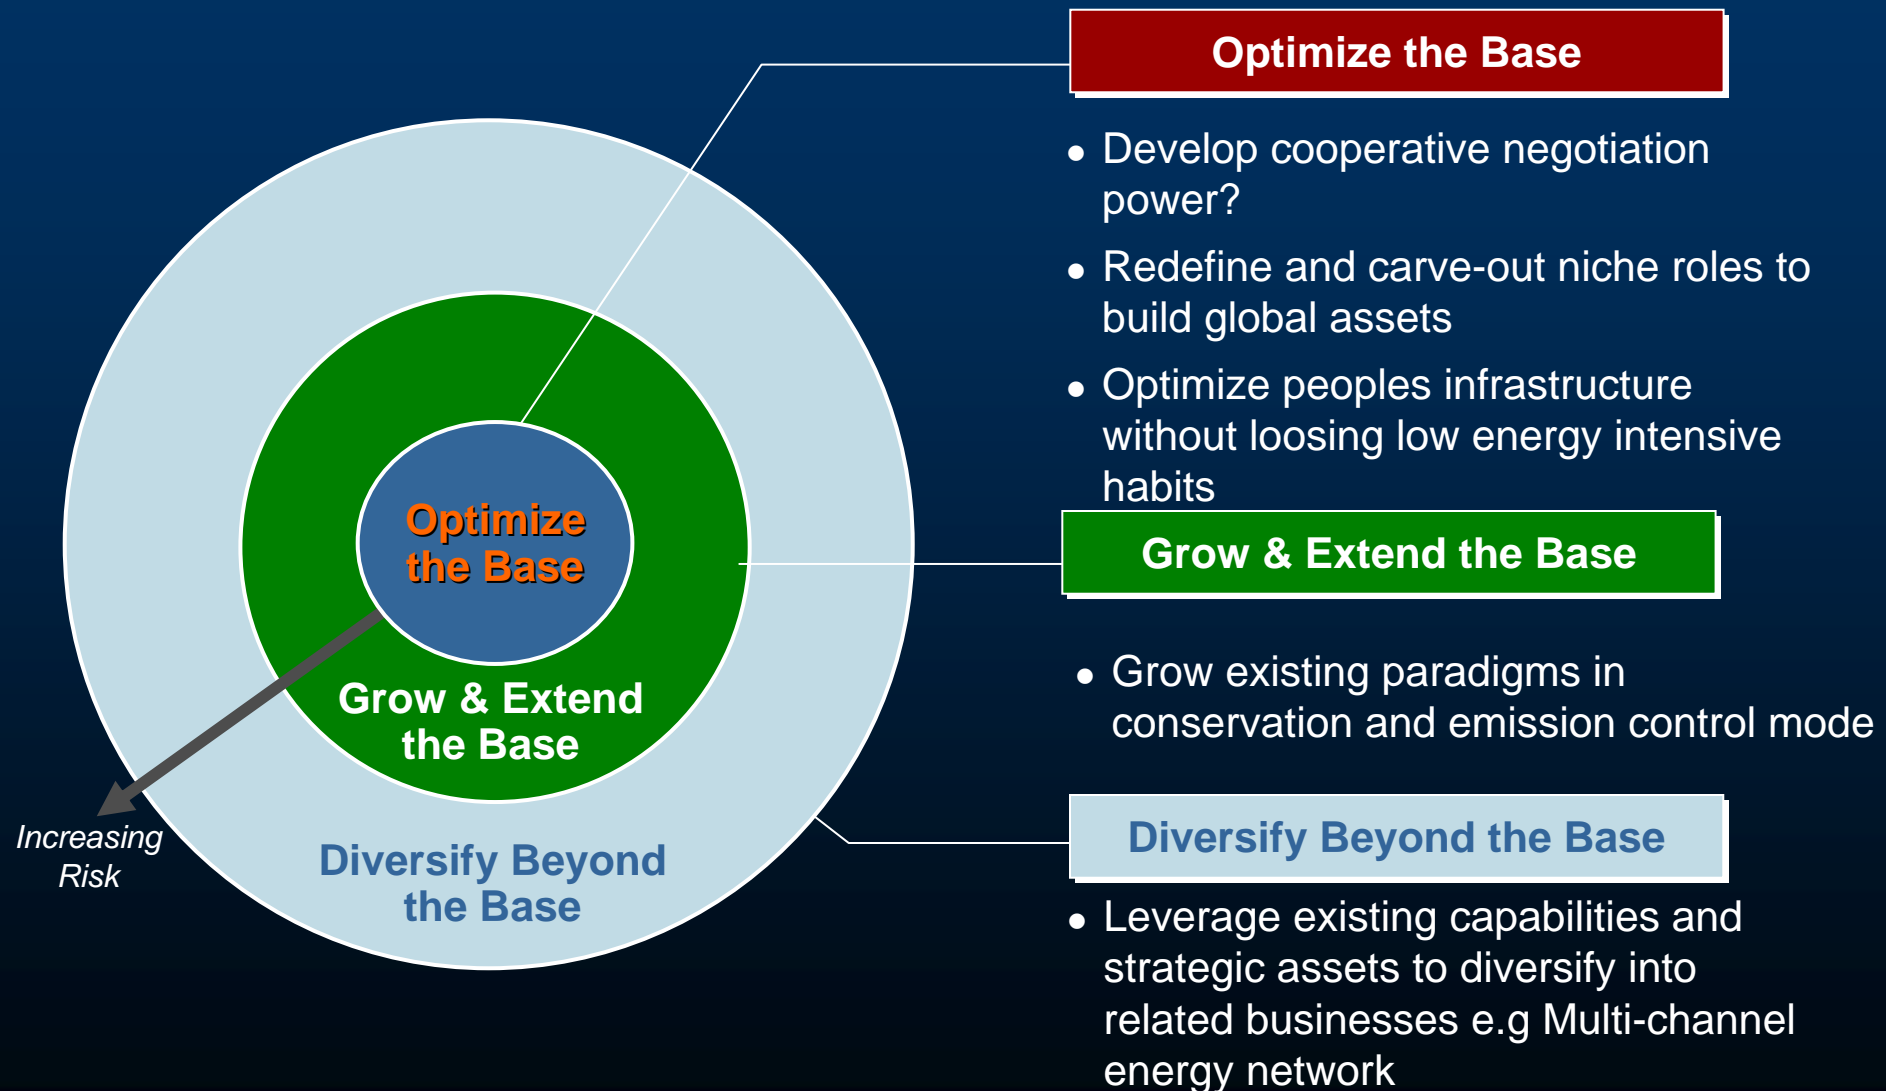 Optimize the Base
● Develop cooperative negotiation
power?
● Redefine and carve-out niche roles to
build global assets
● Optimize peoples infrastructure
without loosing low energy intensive
habits
Grow & Extend the Base
● Grow existing paradigms in
conservation and emission control mode
Diversify Beyond the Base
● Leverage existing capabilities and
strategic assets to diversify into
related businesses e.g Multi-channel
energy network
Optimize
the Base
Grow & Extend
the Base
Diversify Beyond
the Base
Increasing
Risk